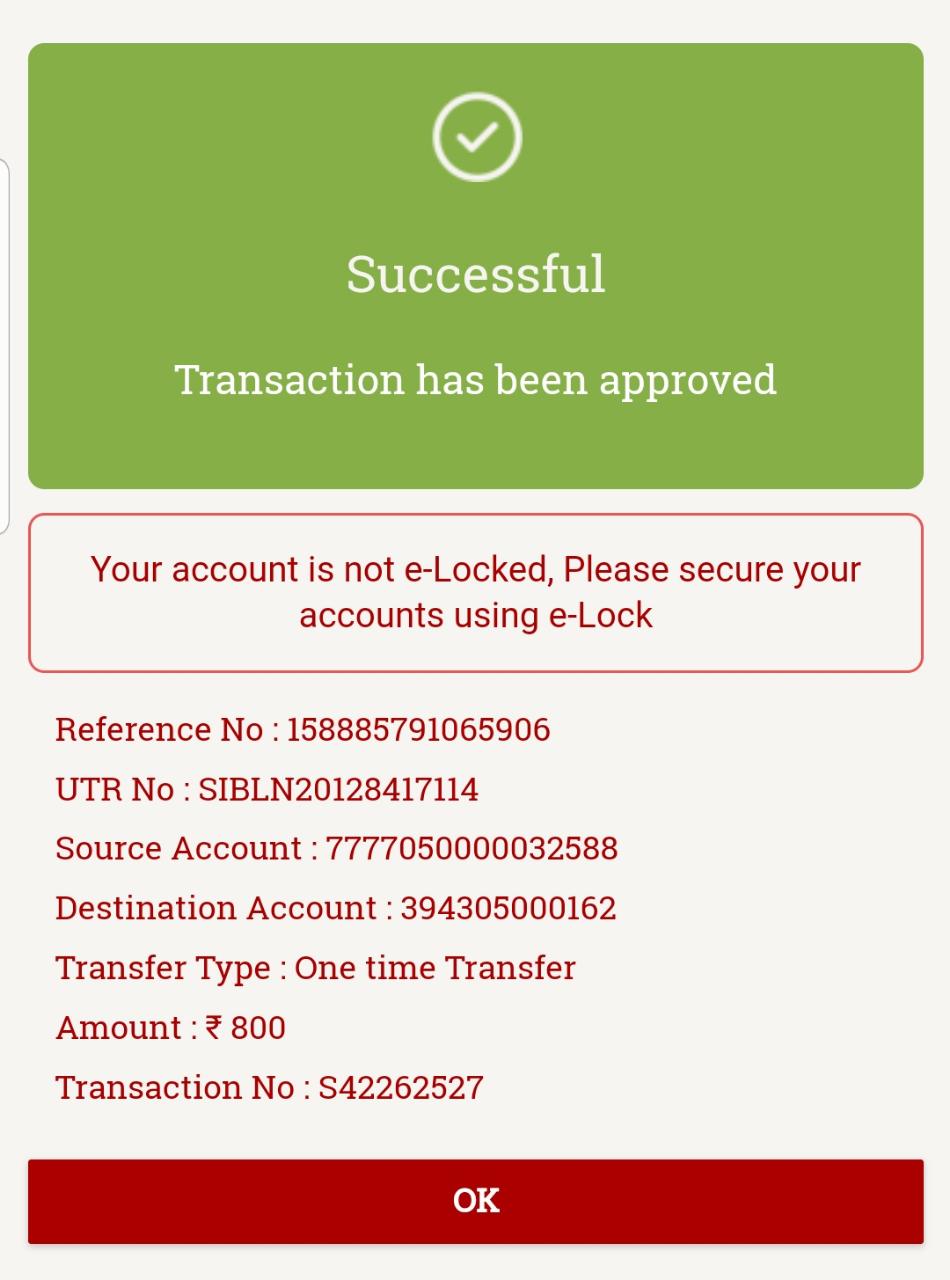 Successful
Transaction has been approved
Your account is not e-Locked, Please secure your
accounts using e-Lock
Reference No : 158885791065906
UTR No : SIBLN20128417114
Source Account : 7777050000032588
Destination Account : 394305000162
Transfer Type : One time Transfer
Amount : ₹ 800
Transaction No : S42262527
OK